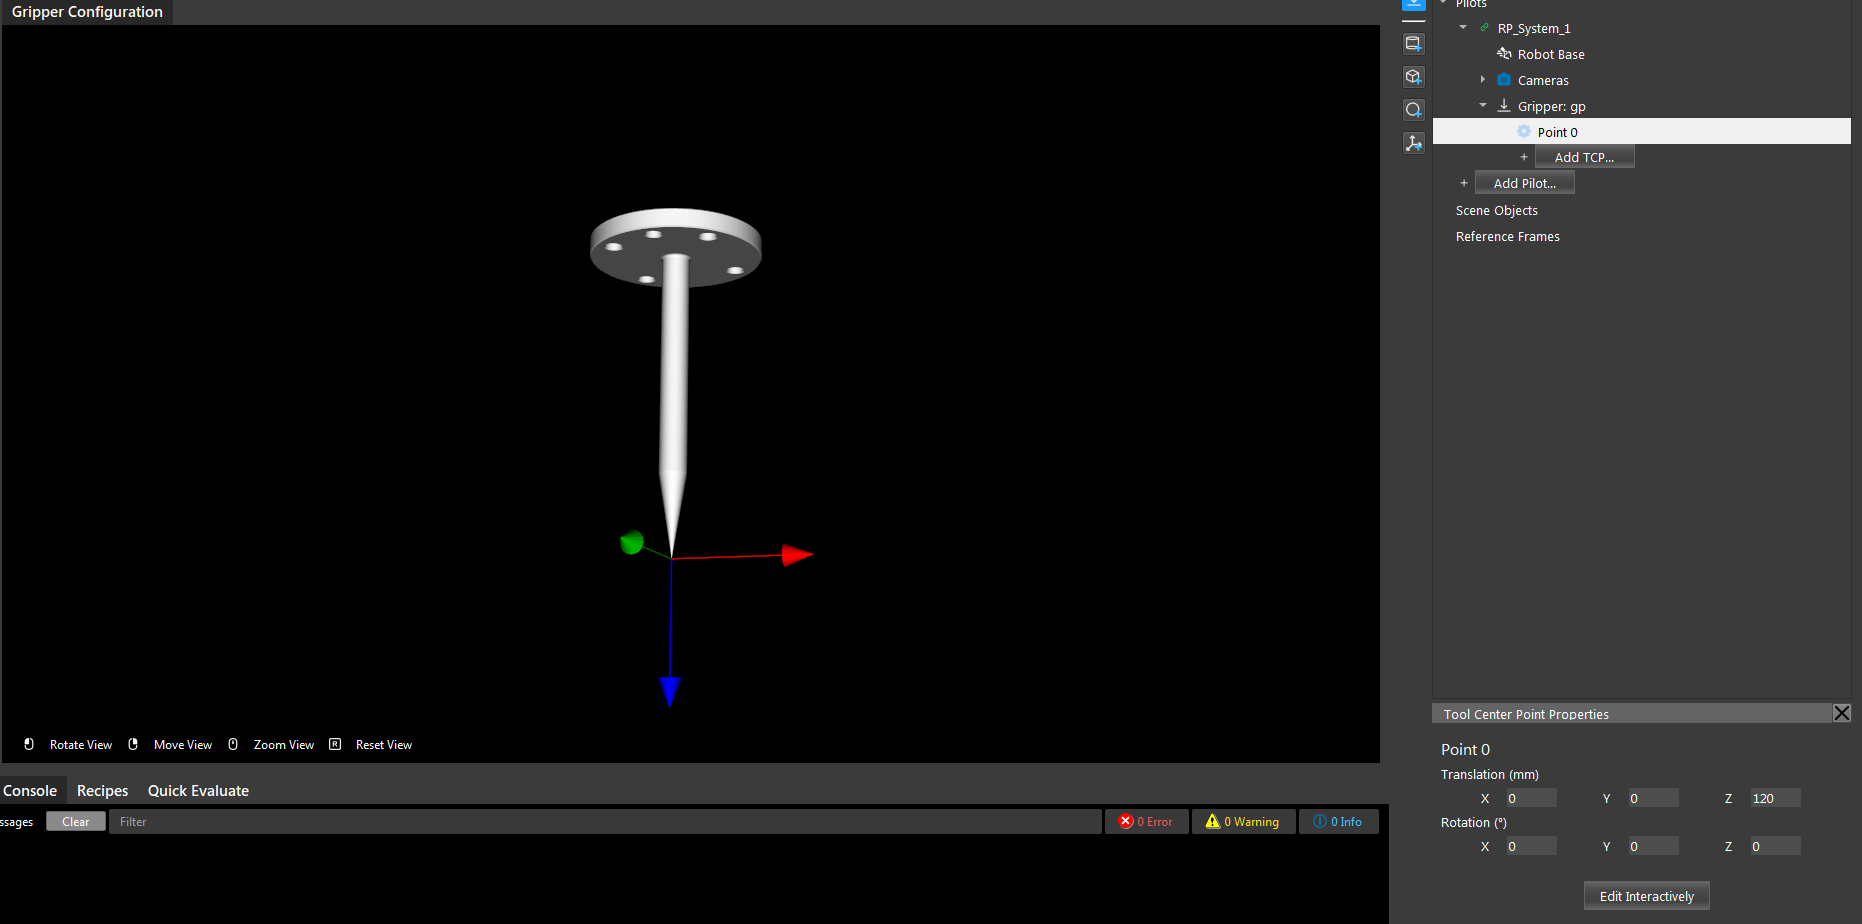 Gripper Configuration
Pilots
RP_System_1
Robot Base
Cameras
Gripper: gp
Point 0
+ Add TCP...
+ Add Pilot...
Scene Objects
Reference Frames
Rotate View Move View Zoom View R Reset View
Tool Center Point Properties
Point 0
Translation (mm)
X 0 Y 0 Z 120
Rotation (°)
X 0 Y 0 Z 0
Edit Interactively
Console Recipes Quick Evaluate
ssages Clear Filter 0 Error 0 Warning 0 Info